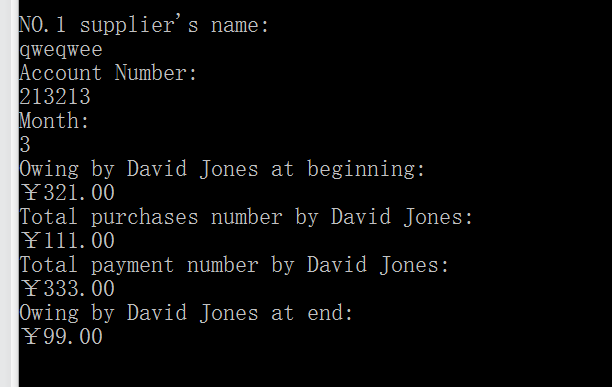 NO.1 supplier's name:
qweqwee
Account Number:
213213
Month:
3
Owing by David Jones at beginning:
¥321.00
Total purchases number by David Jones:
¥111.00
Total payment number by David Jones:
¥333.00
Owing by David Jones at end:
¥99.00